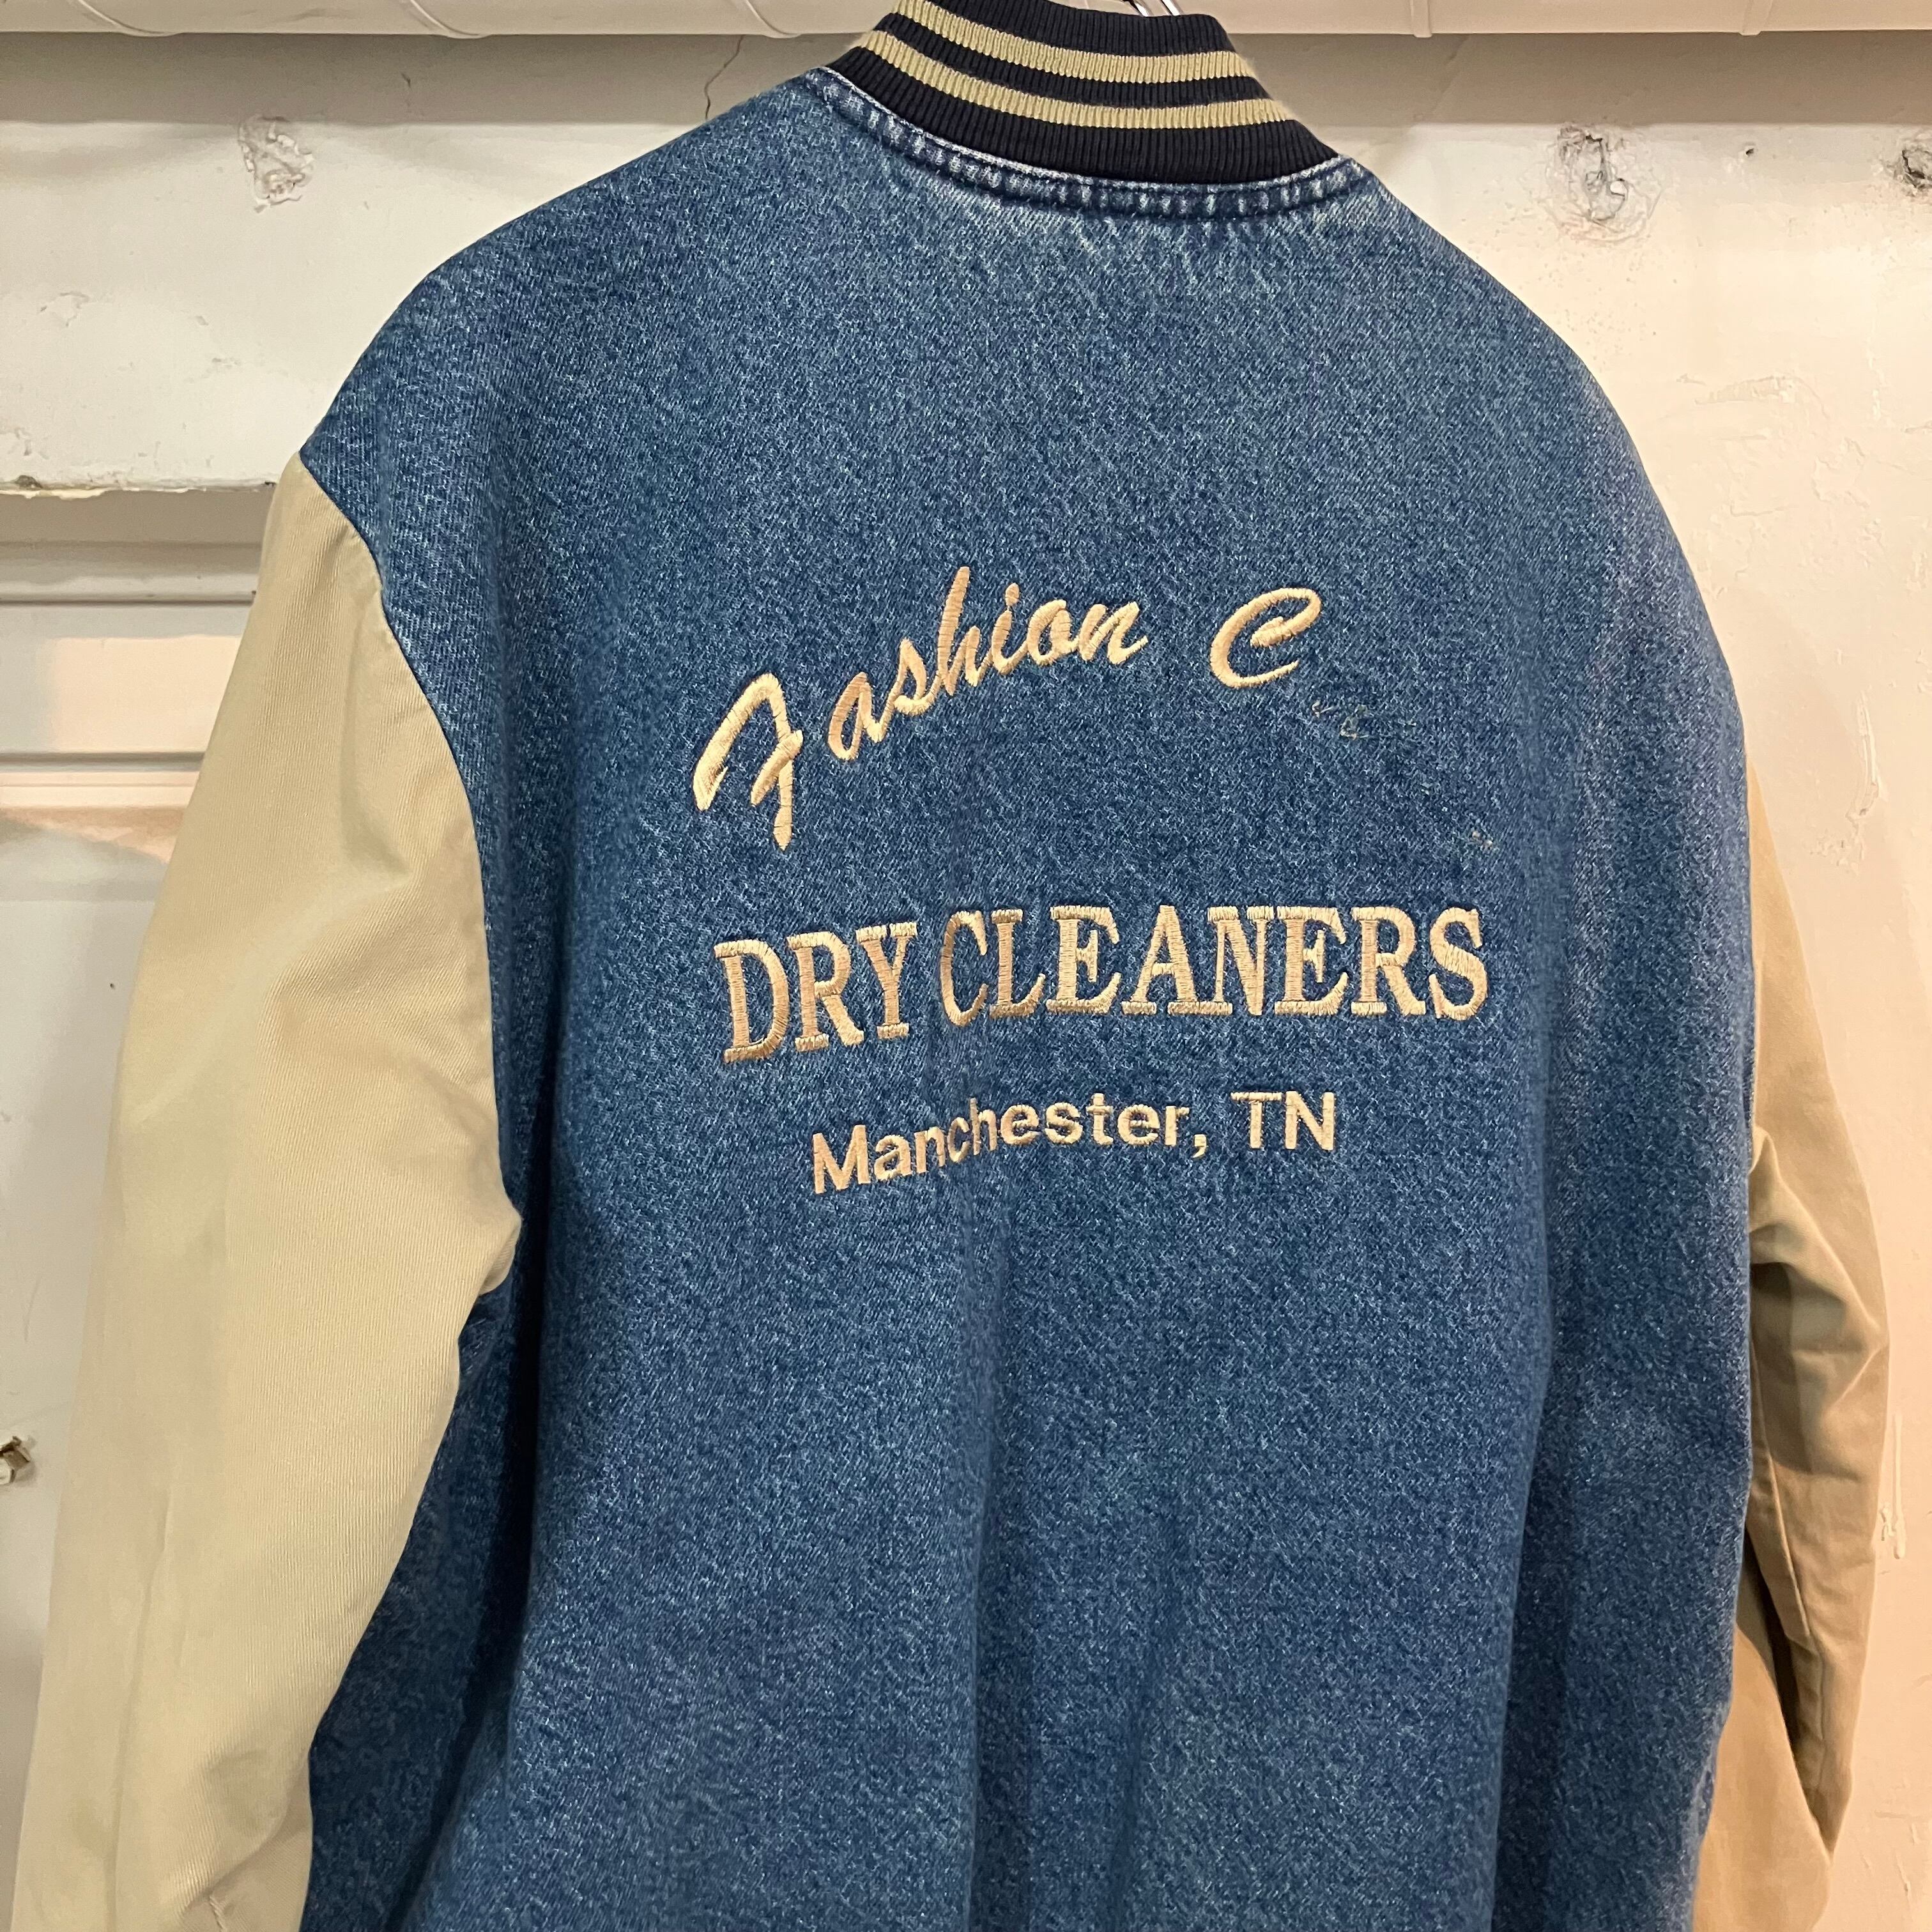 Fashion C
DRY CLEANERS
Manchester, TN